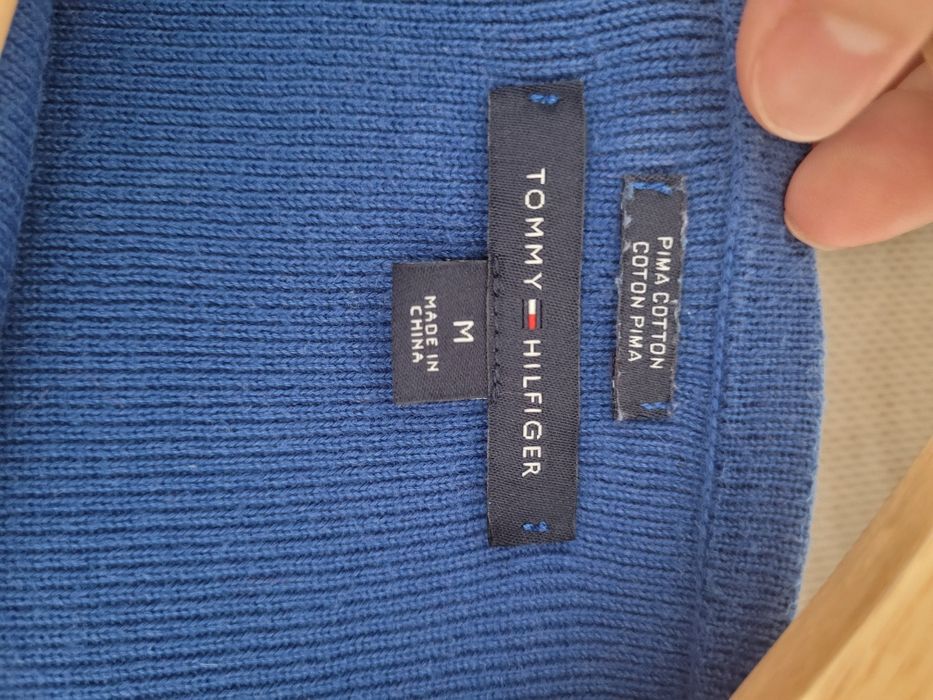 PIMA COTTON
COTON PIMA
TOMMY HILFIGER
M
MADE IN
CHINA